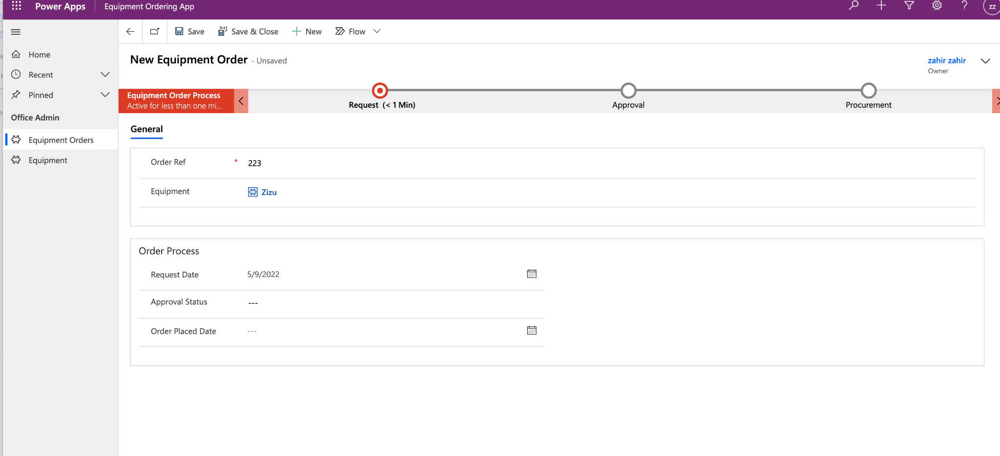 Power Apps
Equipment Ordering App
ZZ
Save
Save & Close
New
Flow
Home
Recent
Pinned
Office Admin
Equipment Orders
Equipment
New Equipment Order - Unsaved
zahir zahir
Owner
Equipment Order Process
Active for less than one mi...
Request (< 1 Min)
Approval
Procurement
General
Order Ref * 223
Equipment Zizu
Order Process
Request Date 5/9/2022
Approval Status ---
Order Placed Date ---